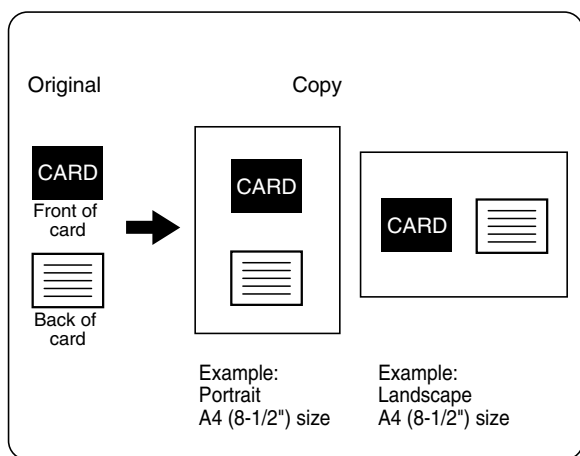 Original
Copy
CARD
Front of
card
Back of
card
CARD
CARD
Example:
Portrait
A4 (8-1/2") size
Example:
Landscape
A4 (8-1/2") size